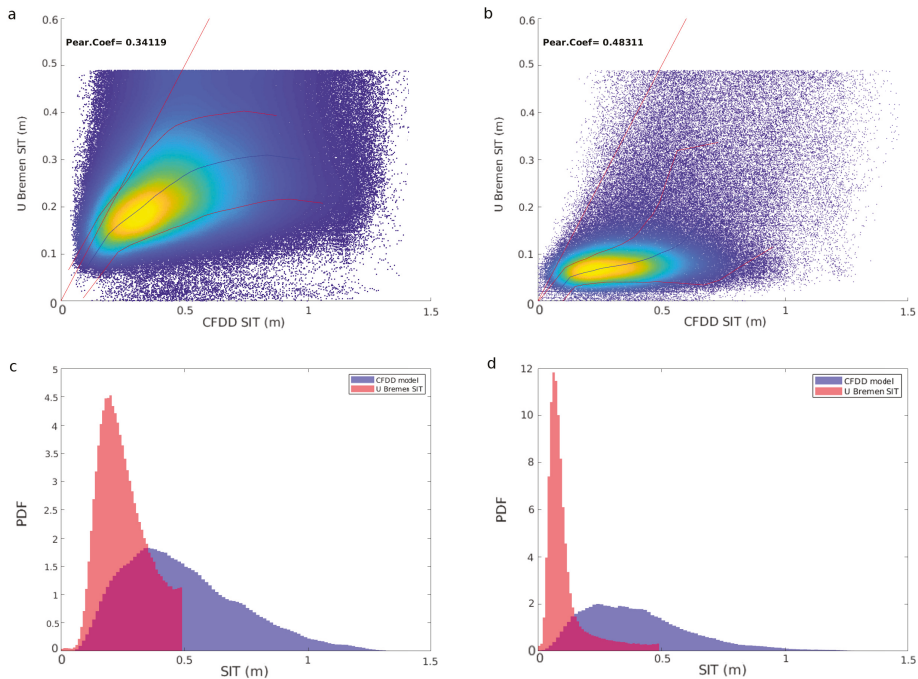 a
0.6
Pear.Coef= 0.34119
0.5
0.4
0.3
0.2
0.1
0
U Bremen SIT (m)
0
0.5
1
1.5
CFDD SIT (m)
b
0.6
Pear.Coef= 0.48311
0.5
0.4
0.3
0.2
0.1
0
U Bremen SIT (m)
0
0.5
1
1.5
CFDD SIT (m)
c
5
4.5
4
3.5
3
2.5
2
1.5
1
0.5
0
PDF
CFDD model
U Bremen SIT
0
0.5
1
1.5
SIT (m)
d
12
10
8
6
4
2
0
PDF
CFDD model
U Bremen SIT
0
0.5
1
1.5
SIT (m)